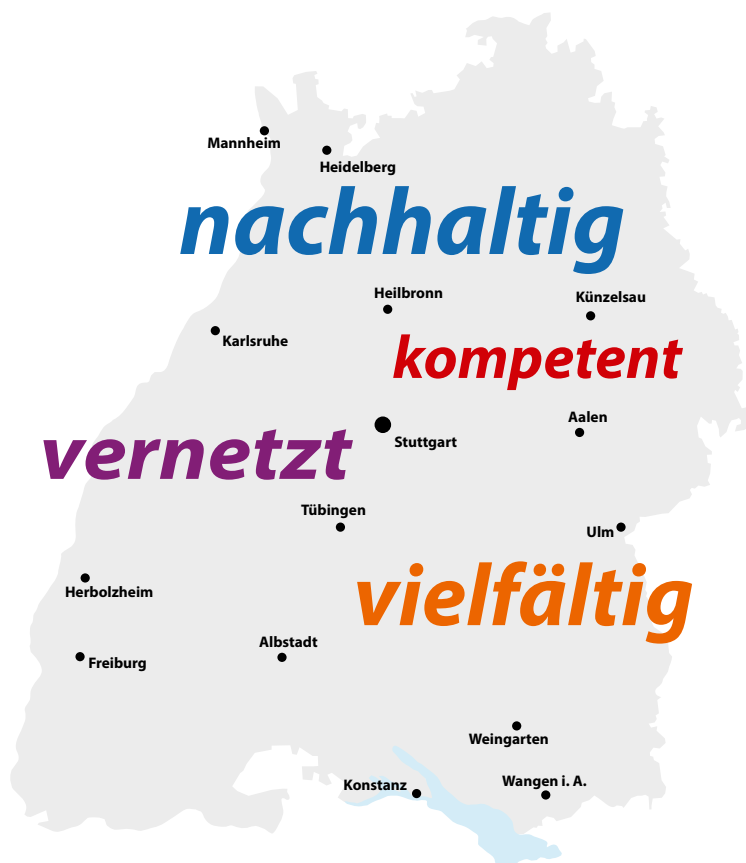 Mannheim
Heidelberg
nachhaltig
Heilbronn
Künzelsau
Karlsruhe
kompetent
Aalen
vernetzt
Stuttgart
Tübingen
Ulm
vielfältig
Herbolzheim
Albstadt
Freiburg
Weingarten
Konstanz
Wangen i. A.